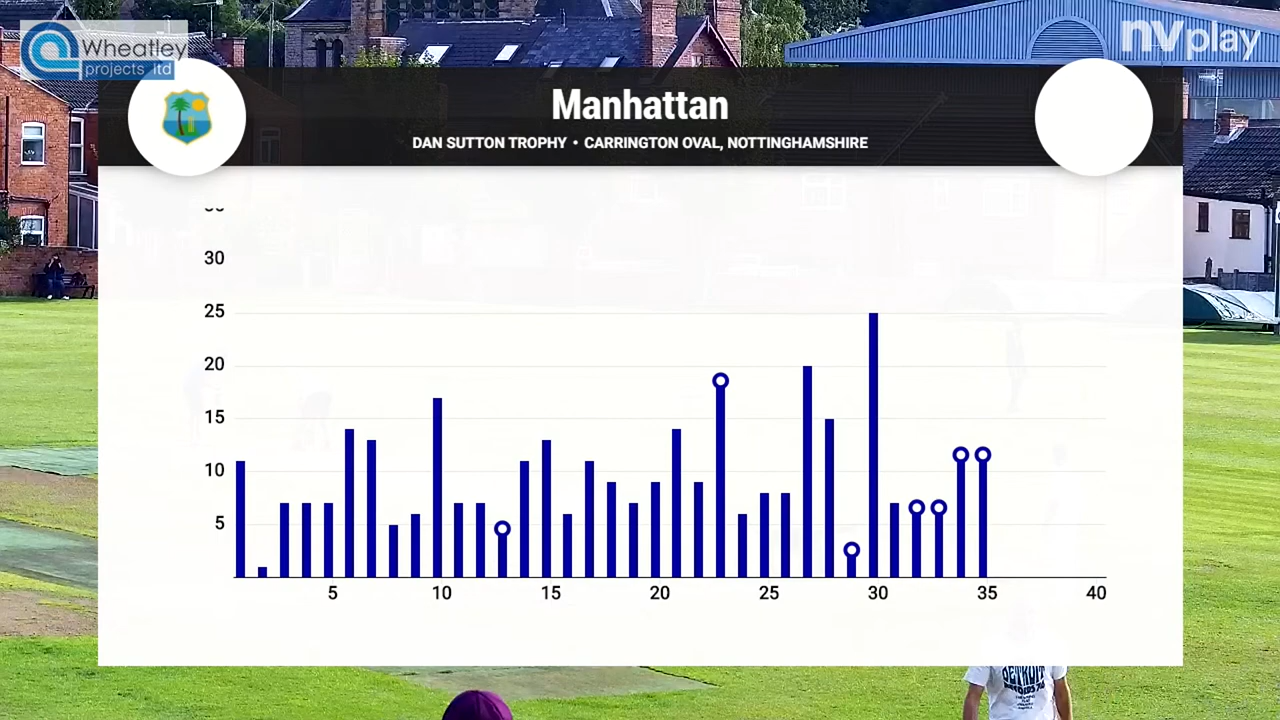 Wheatley
projects ltd
nvplay
Manhattan
DAN SUTTON TROPHY • CARRINGTON OVAL, NOTTINGHAMSHIRE
30
25
20
15
10
5
5 10 15 20 25 30 35 40
DETROIT